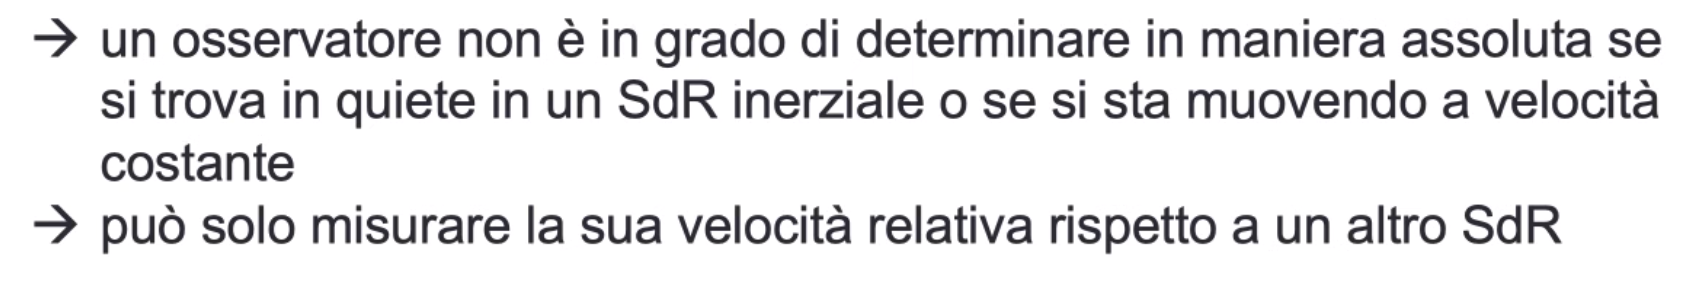 → un osservatore non è in grado di determinare in maniera assoluta se
si trova in quiete in un SdR inerziale o se si sta muovendo a velocità
costante
→ può solo misurare la sua velocità relativa rispetto a un altro SdR